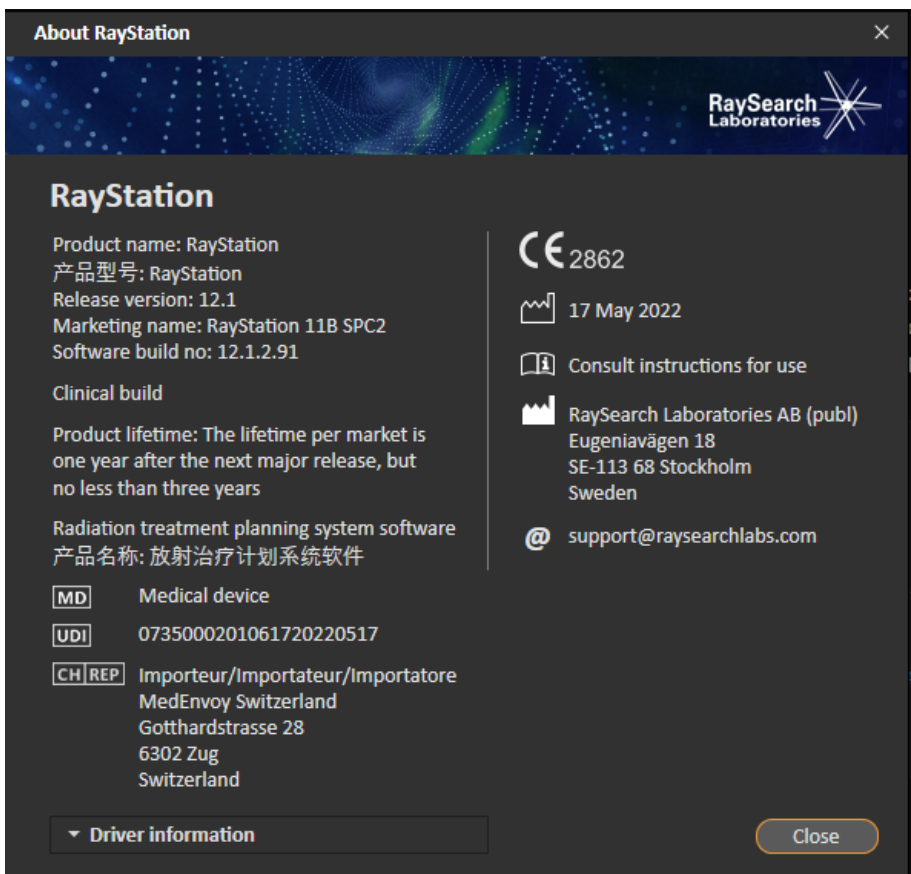 About RayStation
RaySearch
Laboratories
RayStation
Product name: RayStation
产品型号: RayStation
Release version: 12.1
Marketing name: RayStation 11B SPC2
Software build no: 12.1.2.91
Clinical build
Product lifetime: The lifetime per market is
one year after the next major release, but
no less than three years
Radiation treatment planning system software
产品名称: 放射治疗计划系统软件
MD Medical device
UDI 0735000201061720220517
CH REP Importeur/Importateur/Importatore
MedEnvoy Switzerland
Gotthardstrasse 28
6302 Zug
Switzerland
CE 2862
17 May 2022
Consult instructions for use
RaySearch Laboratories AB (publ)
Eugeniavägen 18
SE-113 68 Stockholm
Sweden
@ support@raysearchlabs.com
Driver information
Close